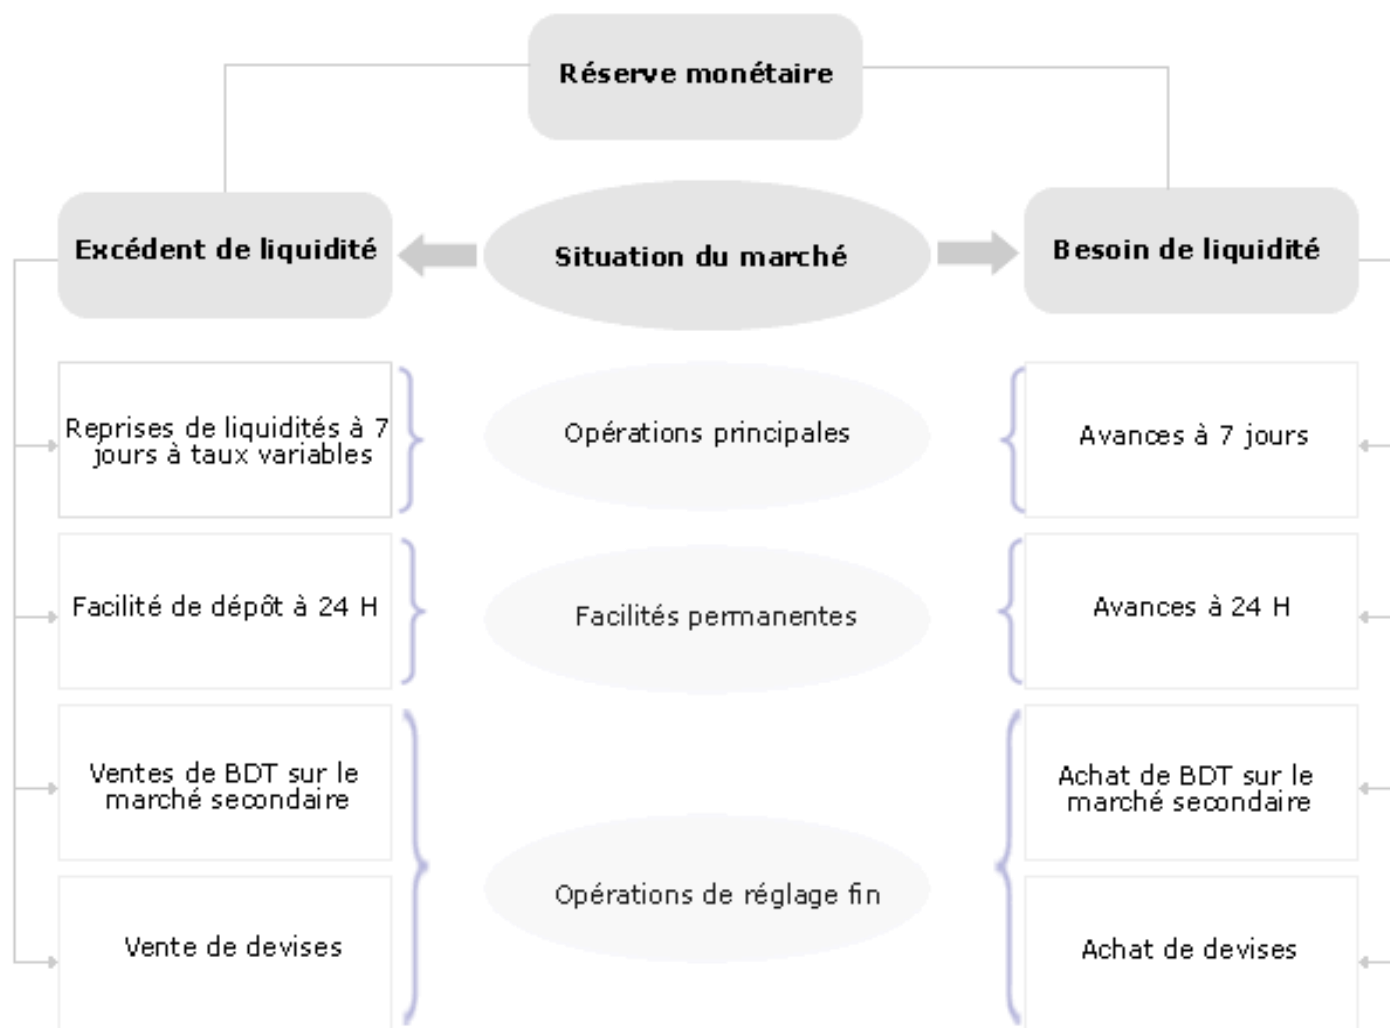 Réserve monétaire
Excédent de liquidité
Situation du marché
Besoin de liquidité
Reprises de liquidités à 7
jours à taux variables
Opérations principales
Avances à 7 jours
Facilité de dépôt à 24 H
Facilités permanentes
Avances à 24 H
Ventes de BDT sur le
marché secondaire
Achat de BDT sur le
marché secondaire
Opérations de réglage fin
Vente de devises
Achat de devises